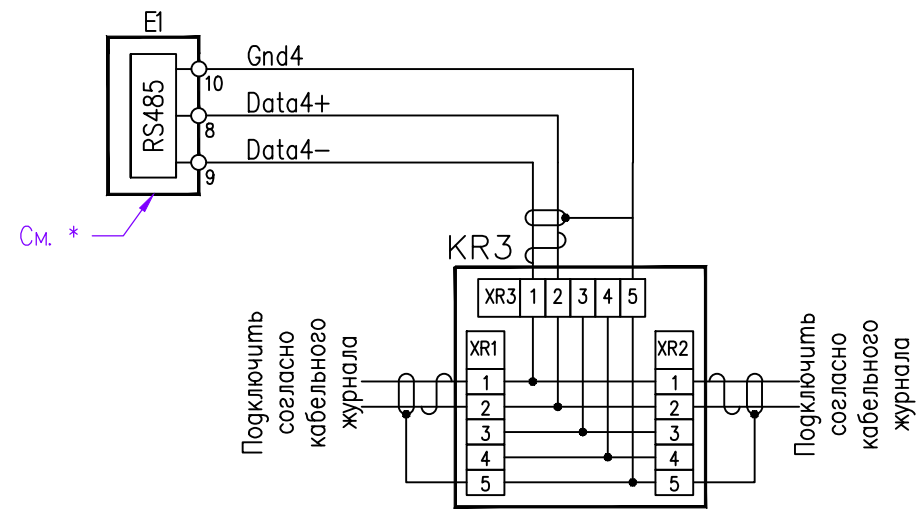 E1
Gnd4
10
Data4+
8
RS485
Data4-
9
См. *
KR3
XR3 1 2 3 4 5
XR1
XR2
1
2
3
4
5
1
2
3
4
5
Подключить
согласно
кабельного
журнала
Подключить
согласно
кабельного
журнала